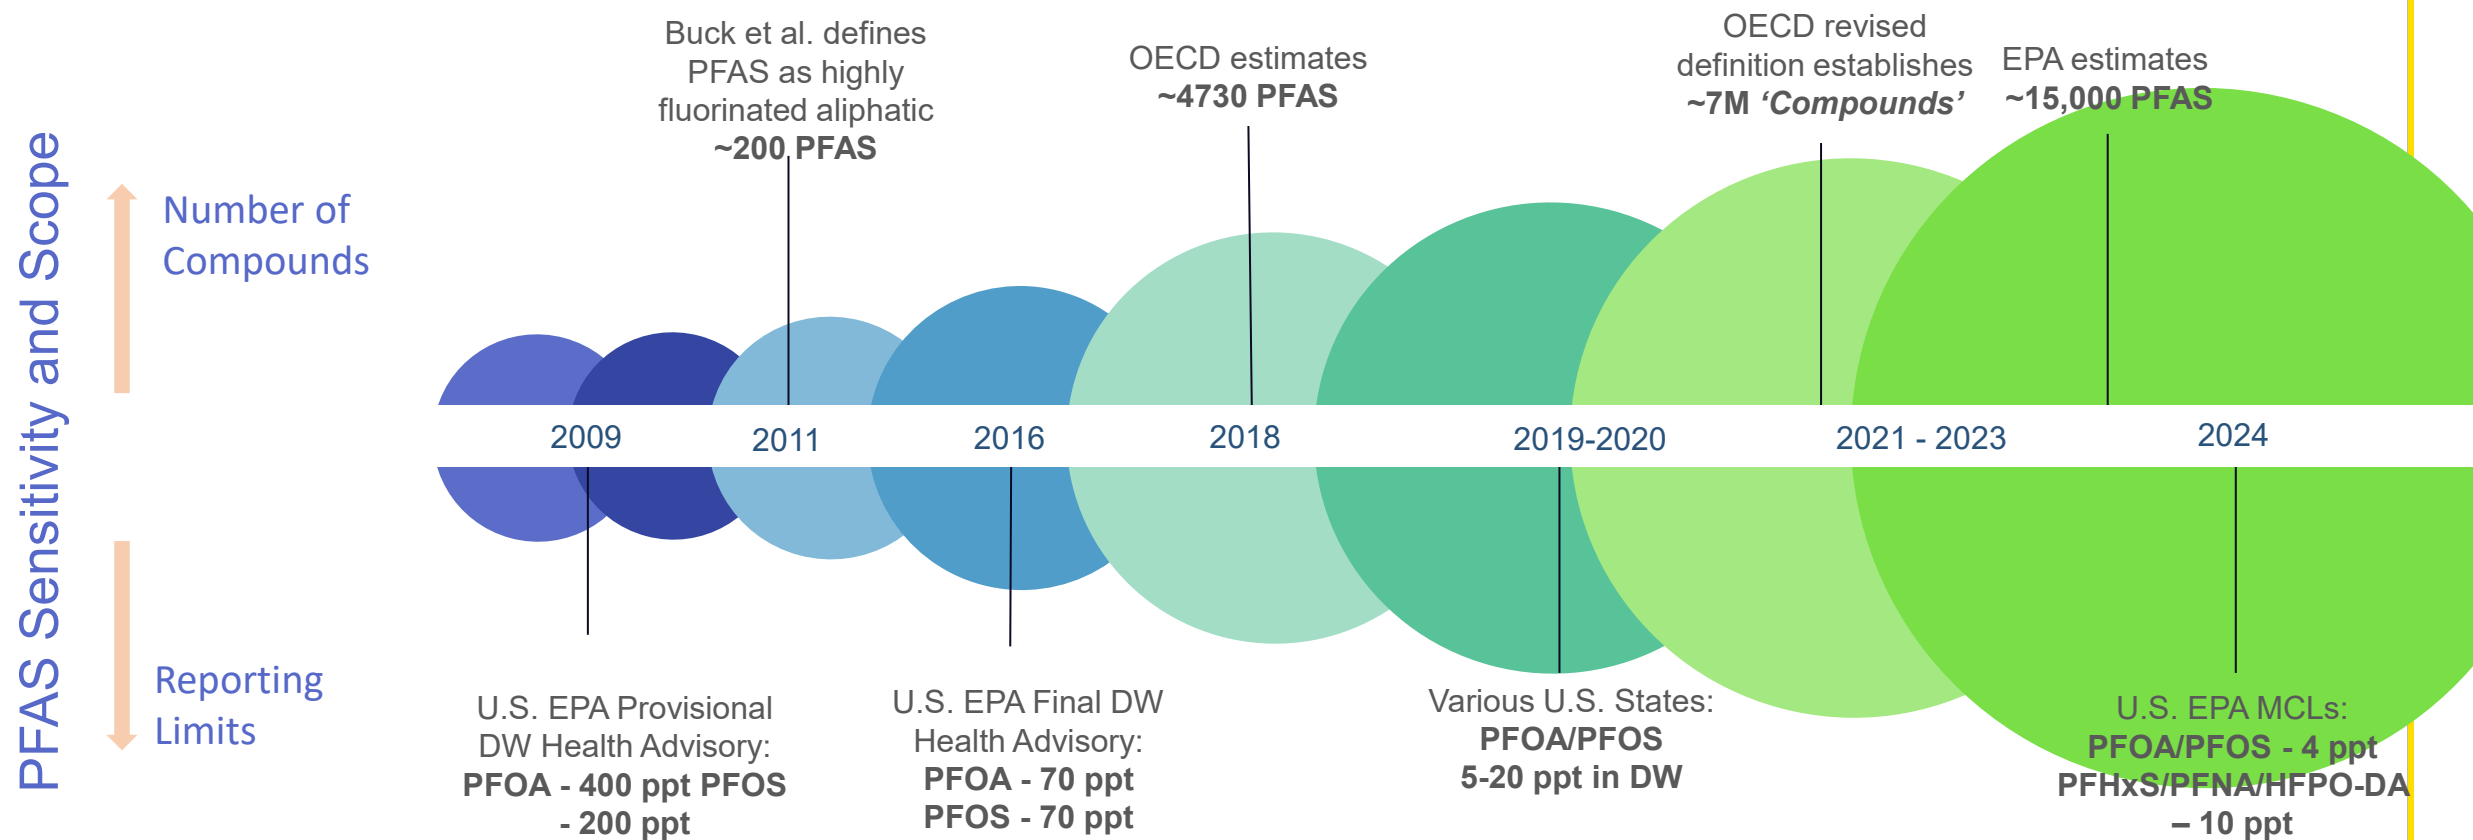 PFAS Sensitivity and Scope
Number of
Compounds
Reporting
Limits
Buck et al. defines
PFAS as highly
fluorinated aliphatic
~200 PFAS
OECD estimates
~4730 PFAS
OECD revised
definition establishes
~7M ‘Compounds’
EPA estimates
~15,000 PFAS
2009
2011
2016
2018
2019-2020
2021 - 2023
2024
U.S. EPA Provisional
DW Health Advisory:
PFOA - 400 ppt PFOS
- 200 ppt
U.S. EPA Final DW
Health Advisory:
PFOA - 70 ppt
PFOS - 70 ppt
Various U.S. States:
PFOA/PFOS
5-20 ppt in DW
U.S. EPA MCLs:
PFOA/PFOS - 4 ppt
PFHxS/PFNA/HFPO-DA
– 10 ppt